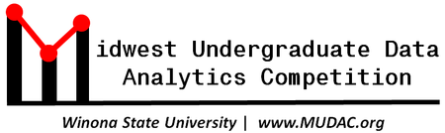 Midwest Undergraduate Data
Analytics Competition
Winona State University | www.MUDAC.org